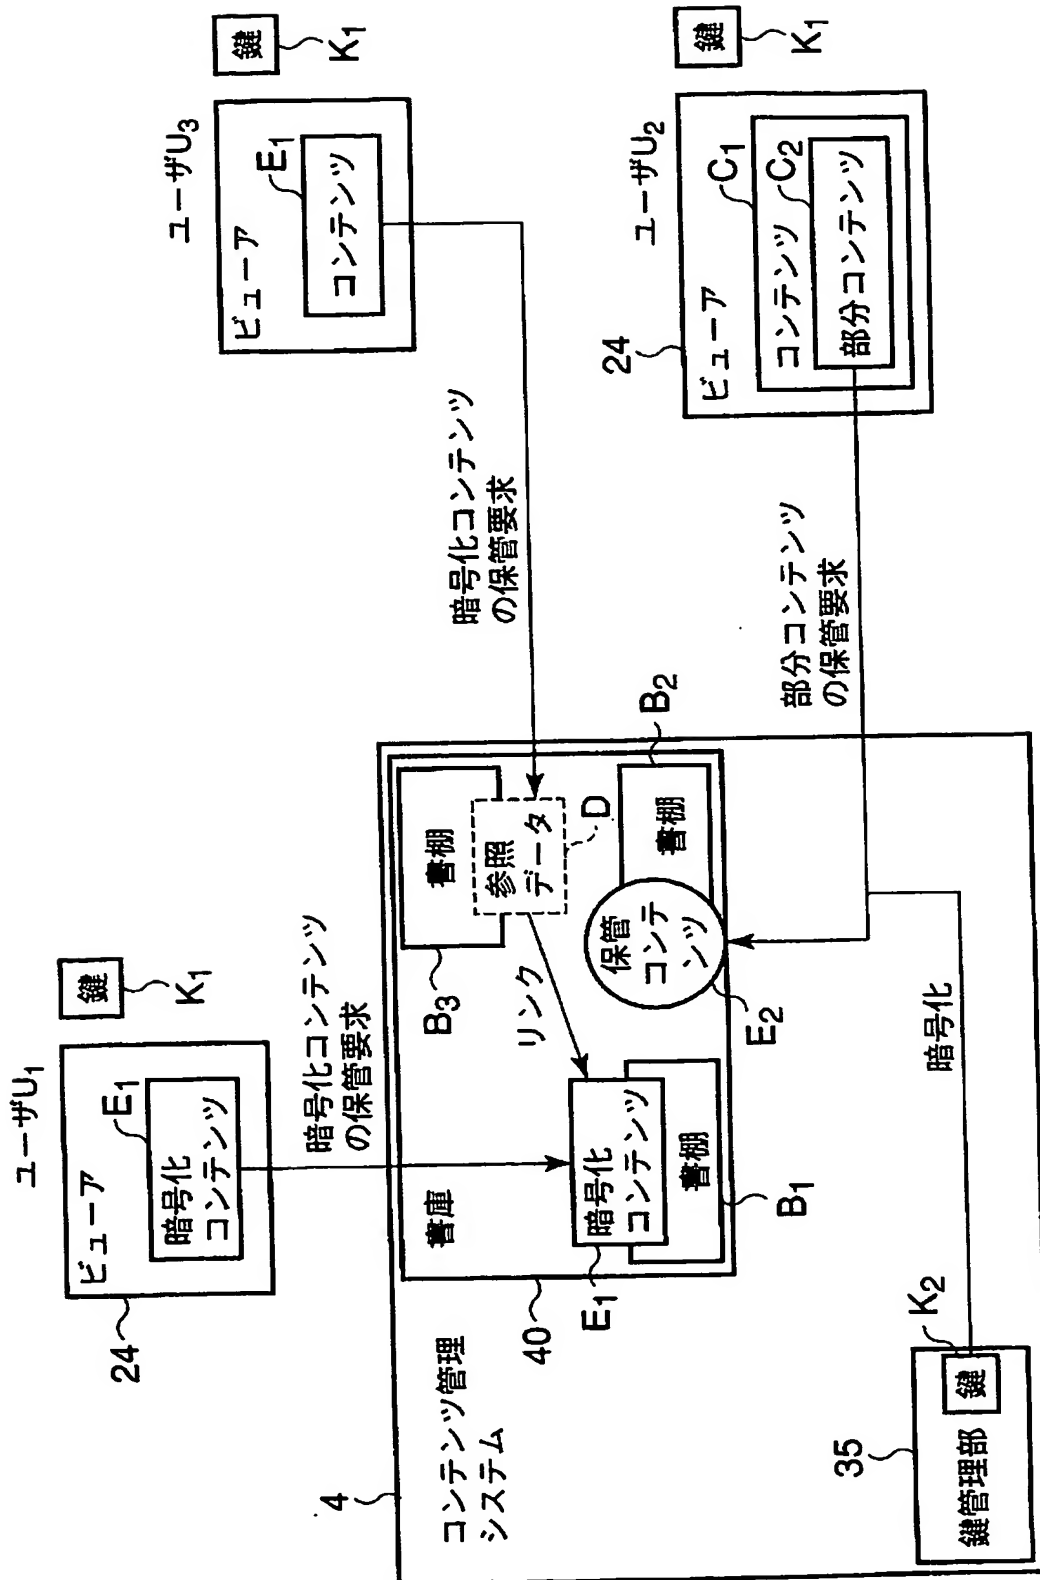 ユーザU1
ビューア
24
E1
暗号化
コンテンツ
鍵
K1
暗号化コンテンツ
の保管要求
ユーザU3
ビューア
E1
コンテンツ
鍵
K1
暗号化コンテンツ
の保管要求
ユーザU2
24
ビューア
コンテンツ
C1
C2
部分コンテンツ
鍵
K1
部分コンテンツ
の保管要求
4
コンテンツ管理
システム
40
書庫
B3
書棚
参照
データ
D
リンク
E1
暗号化
コンテンツ
書棚
B1
保管
コンテ
ンツ
E2
書棚
B2
暗号化
35
鍵管理部
鍵
K2